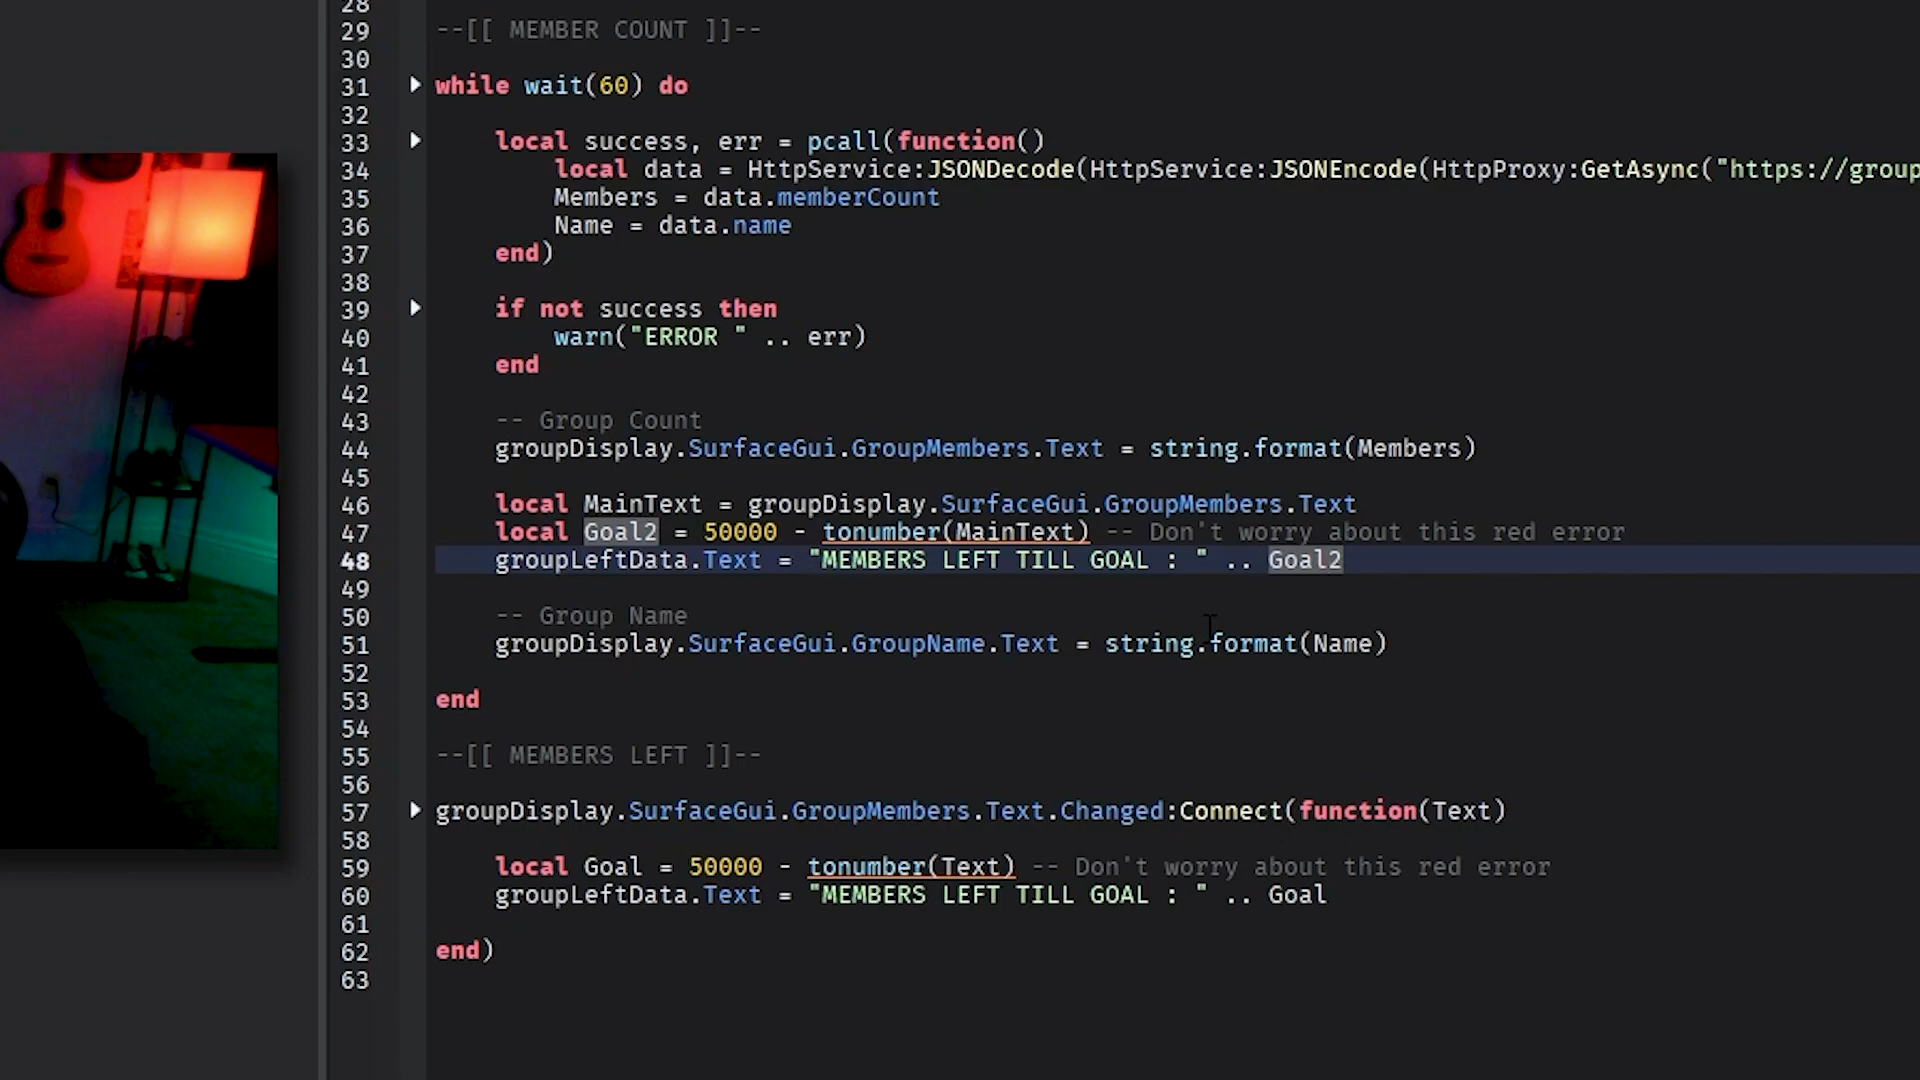 28
29 --[[ MEMBER COUNT ]]--
30
31 while wait(60) do
32
33 local success, err = pcall(function()
34 local data = HttpService:JSONDecode(HttpService:JSONEncode(HttpProxy:GetAsync("https://group
35 Members = data.memberCount
36 Name = data.name
37 end)
38
39 if not success then
40 warn("ERROR " .. err)
41 end
42
43 -- Group Count
44 groupDisplay.SurfaceGui.GroupMembers.Text = string.format(Members)
45
46 local MainText = groupDisplay.SurfaceGui.GroupMembers.Text
47 local Goal2 = 50000 - tonumber(MainText) -- Don't worry about this red error
48 groupLeftData.Text = "MEMBERS LEFT TILL GOAL : " .. Goal2
49
50 -- Group Name
51 groupDisplay.SurfaceGui.GroupName.Text = string.format(Name)
52
53 end
54
55 --[[ MEMBERS LEFT ]]--
56
57 groupDisplay.SurfaceGui.GroupMembers.Text.Changed:Connect(function(Text)
58
59 local Goal = 50000 - tonumber(Text) -- Don't worry about this red error
60 groupLeftData.Text = "MEMBERS LEFT TILL GOAL : " .. Goal
61
62 end)
63